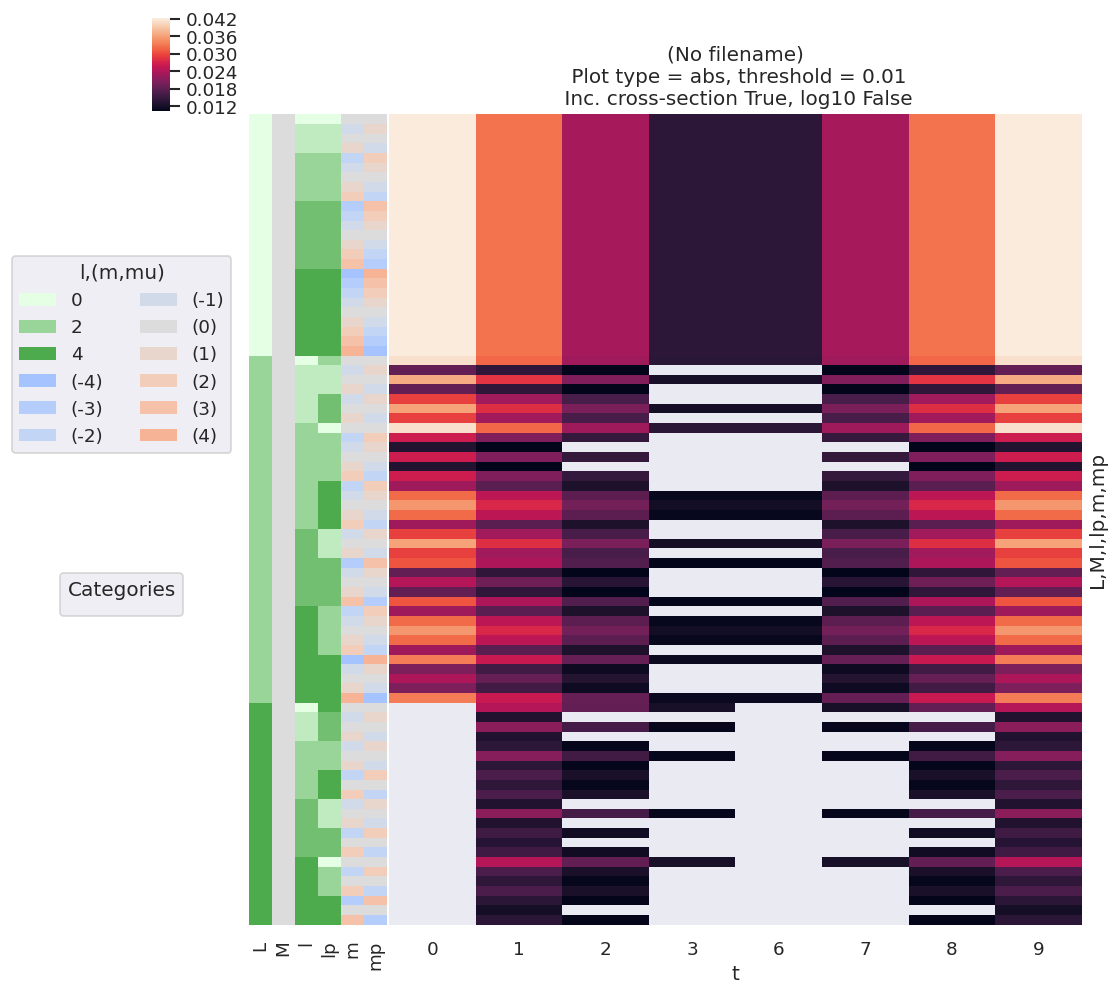 0.042
0.036
0.030
0.024
0.018
0.012
(No filename)
Plot type = abs, threshold = 0.01
Inc. cross-section True, log10 False
l,(m,mu)
0 (-1)
2 (0)
4 (1)
(-4) (2)
(-3) (3)
(-2) (4)
Categories
L,M,l,lp,m,mp
L M l lp m mp 0 1 2 3 6 7 8 9
t